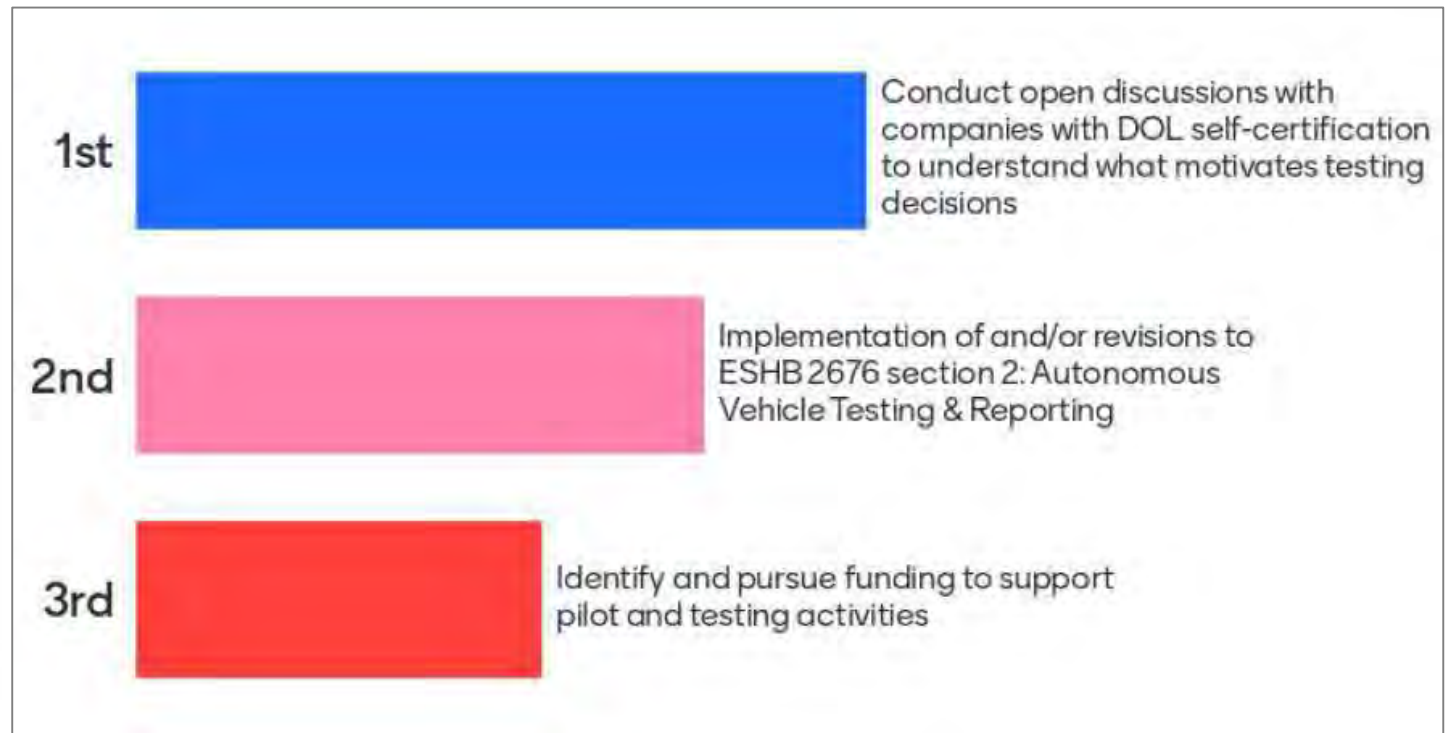 1st
Conduct open discussions with
companies with DOL self-certification
to understand what motivates testing
decisions
2nd
Implementation of and/or revisions to
ESHB 2676 section 2: Autonomous
Vehicle Testing & Reporting
3rd
Identify and pursue funding to support
pilot and testing activities